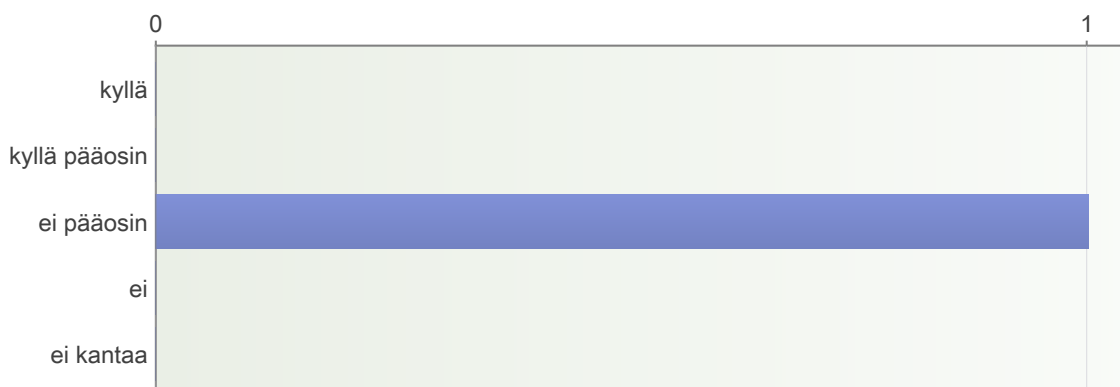 0 1
kyllä
kyllä pääosin
ei pääosin
ei
ei kantaa